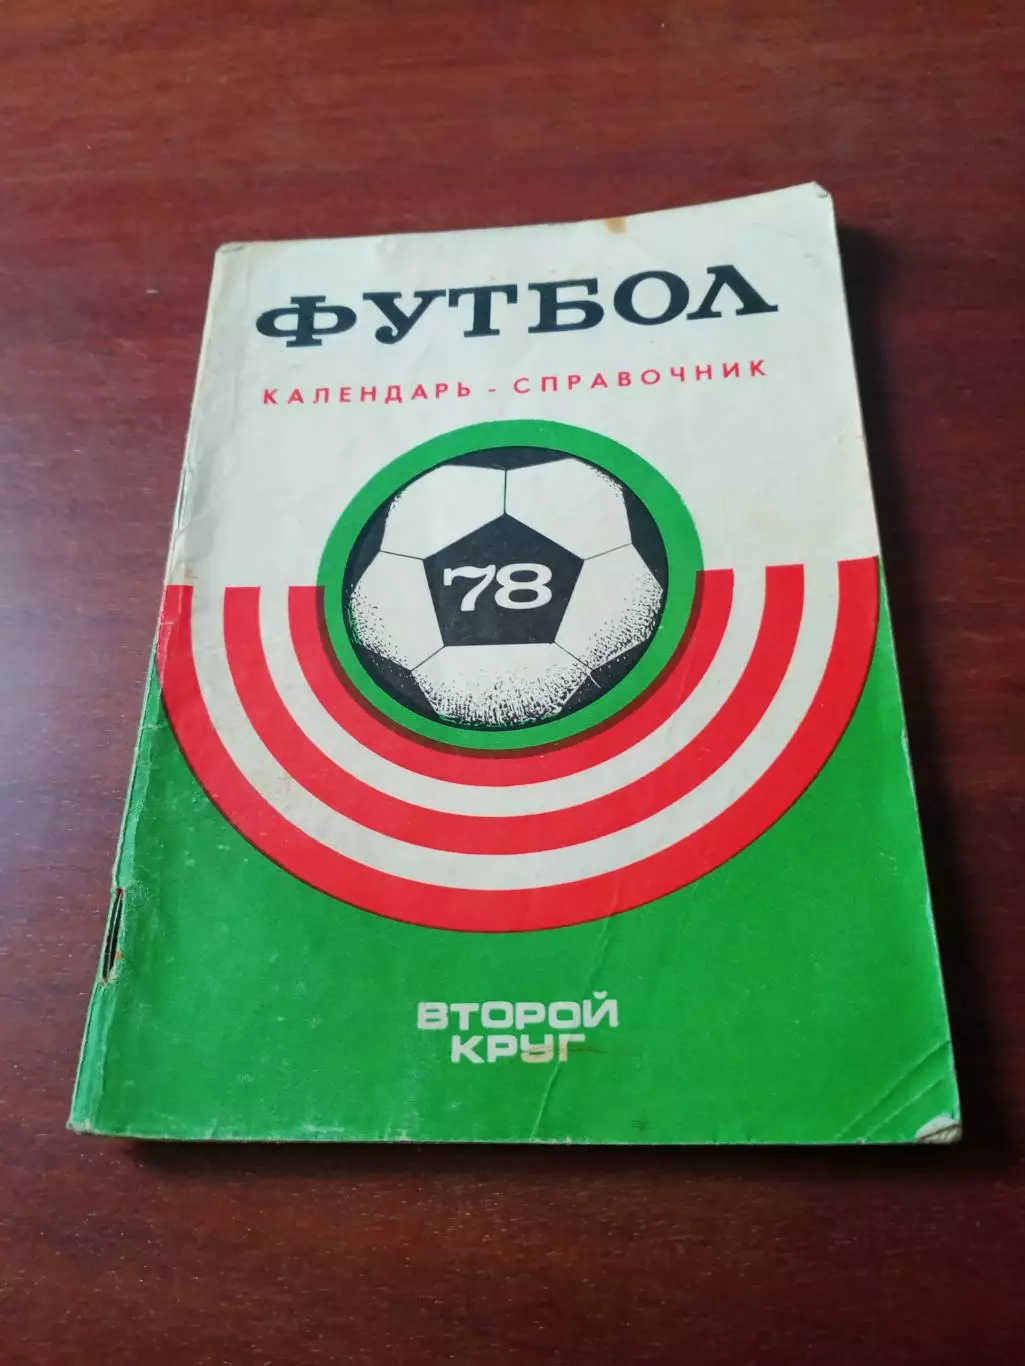 ФУТБОЛ
КАЛЕНДАРЬ - СПРАВОЧНИК
78
ВТОРОЙ
КРУГ